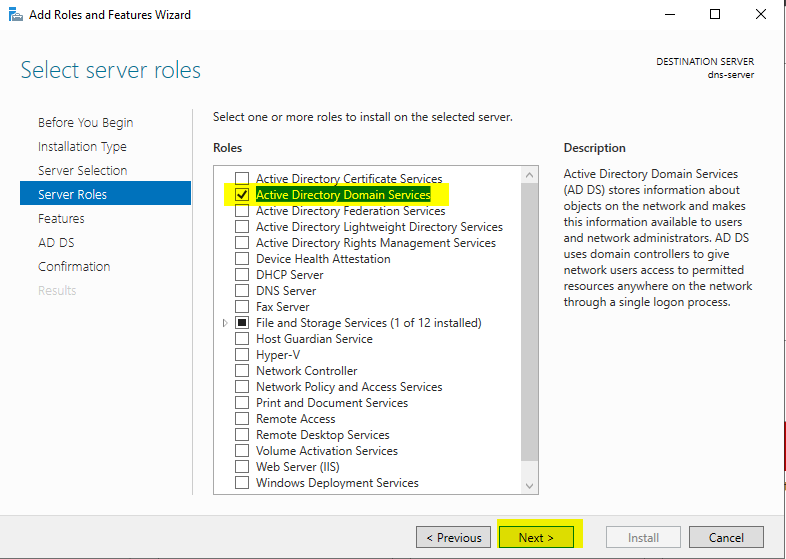 Add Roles and Features Wizard
Select server roles
DESTINATION SERVER
dns-server
Before You Begin
Installation Type
Server Selection
Server Roles
Features
AD DS
Confirmation
Results
Select one or more roles to install on the selected server.
Roles
Active Directory Certificate Services
Active Directory Domain Services
Active Directory Federation Services
Active Directory Lightweight Directory Services
Active Directory Rights Management Services
Device Health Attestation
DHCP Server
DNS Server
Fax Server
File and Storage Services (1 of 12 installed)
Host Guardian Service
Hyper-V
Network Controller
Network Policy and Access Services
Print and Document Services
Remote Access
Remote Desktop Services
Volume Activation Services
Web Server (IIS)
Windows Deployment Services
Description
Active Directory Domain Services
(AD DS) stores information about
objects on the network and makes
this information available to users
and network administrators. AD DS
uses domain controllers to give
network users access to permitted
resources anywhere on the network
through a single logon process.
< Previous
Next >
Install
Cancel